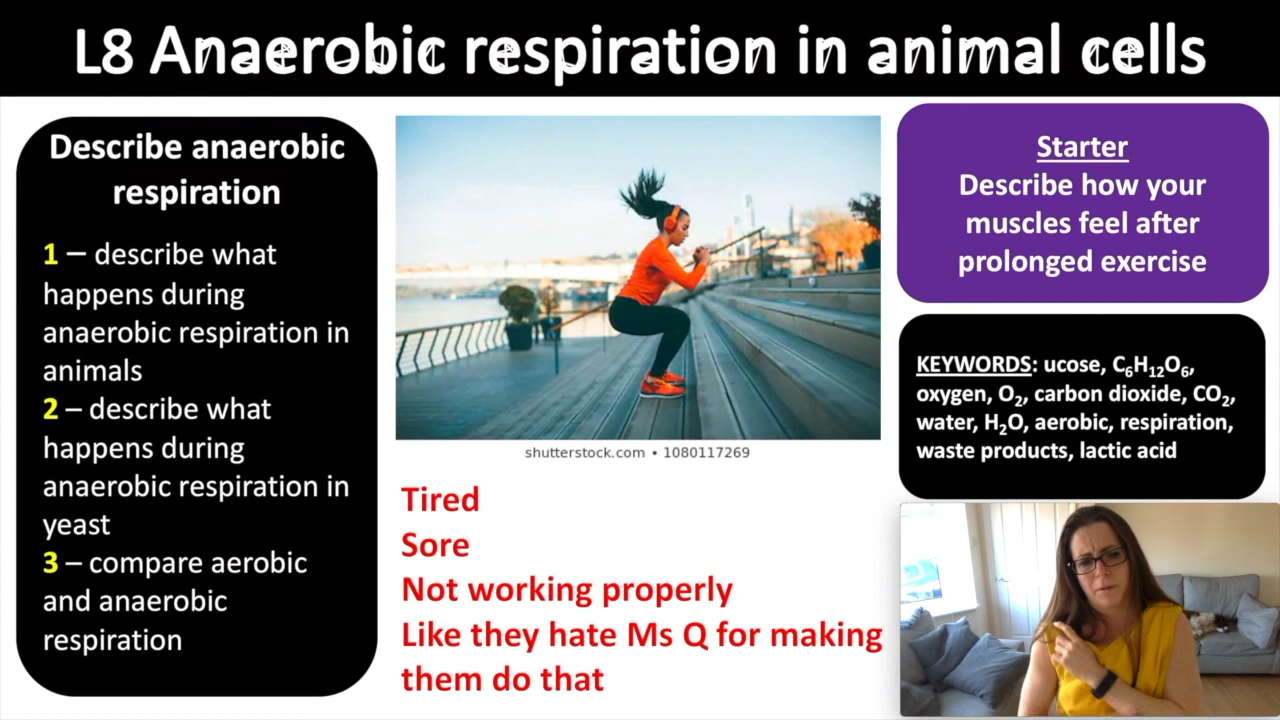 L8 Anaerobic respiration in animal cells
Describe anaerobic
respiration
1 – describe what
happens during
anaerobic respiration in
animals
2 – describe what
happens during
anaerobic respiration in
yeast
3 – compare aerobic
and anaerobic
respiration
shutterstock.com • 1080117269
Tired
Sore
Not working properly
Like they hate Ms Q for making
them do that
Starter
Describe how your
muscles feel after
prolonged exercise
KEYWORDS: ucose, C₆H₁₂O₆,
oxygen, O₂, carbon dioxide, CO₂,
water, H₂O, aerobic, respiration,
waste products, lactic acid